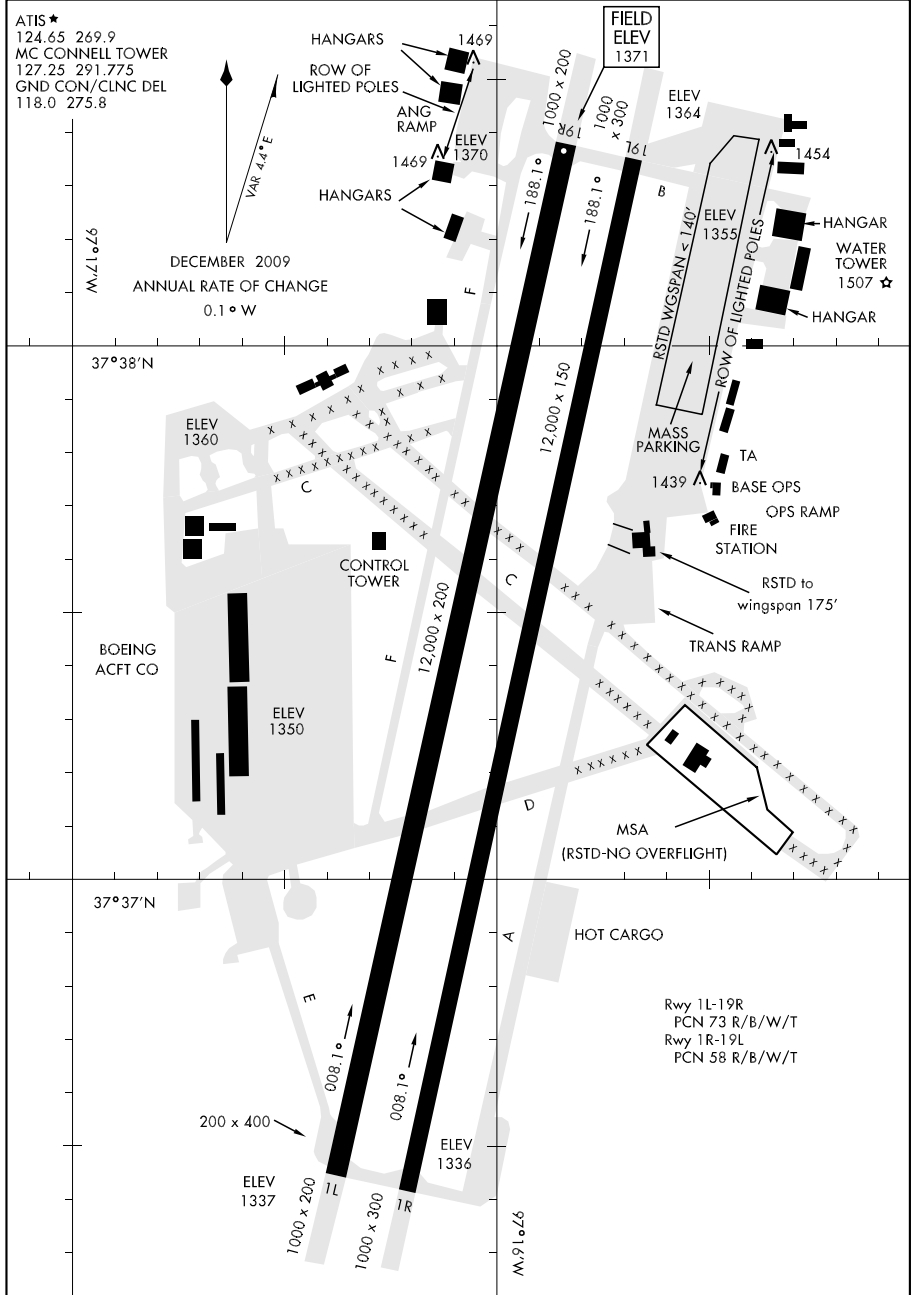 ATIS ★
124.65 269.9
MC CONNELL TOWER
127.25 291.775
GND CON/CLNC DEL
118.0 275.8
VAR 4.4° E
DECEMBER 2009
ANNUAL RATE OF CHANGE
0.1° W
97°17'W
HANGARS
ROW OF
LIGHTED POLES
ANG
RAMP
1469
1469
ELEV
1370
HANGARS
FIELD
ELEV
1371
1000 x 200
1000
x 300
19R
19L
188.1°
188.1°
ELEV
1364
B
1454
ELEV
1355
RSTD WGSPAN < 140'
ROW OF LIGHTED POLES
HANGAR
WATER
TOWER
1507
HANGAR
F
37°38'N
12,000 x 150
ELEV
1360
MASS
PARKING
1439
TA
BASE OPS
OPS RAMP
FIRE
STATION
C
CONTROL
TOWER
C
RSTD to
wingspan 175'
TRANS RAMP
12,000 x 200
F
BOEING
ACFT CO
ELEV
1350
D
MSA
(RSTD-NO OVERFLIGHT)
37°37'N
A
HOT CARGO
E
Rwy 1L-19R
PCN 73 R/B/W/T
Rwy 1R-19L
PCN 58 R/B/W/T
008.1°
008.1°
200 x 400
ELEV
1337
ELEV
1336
1L
1R
1000 x 200
1000 x 300
97°16'W